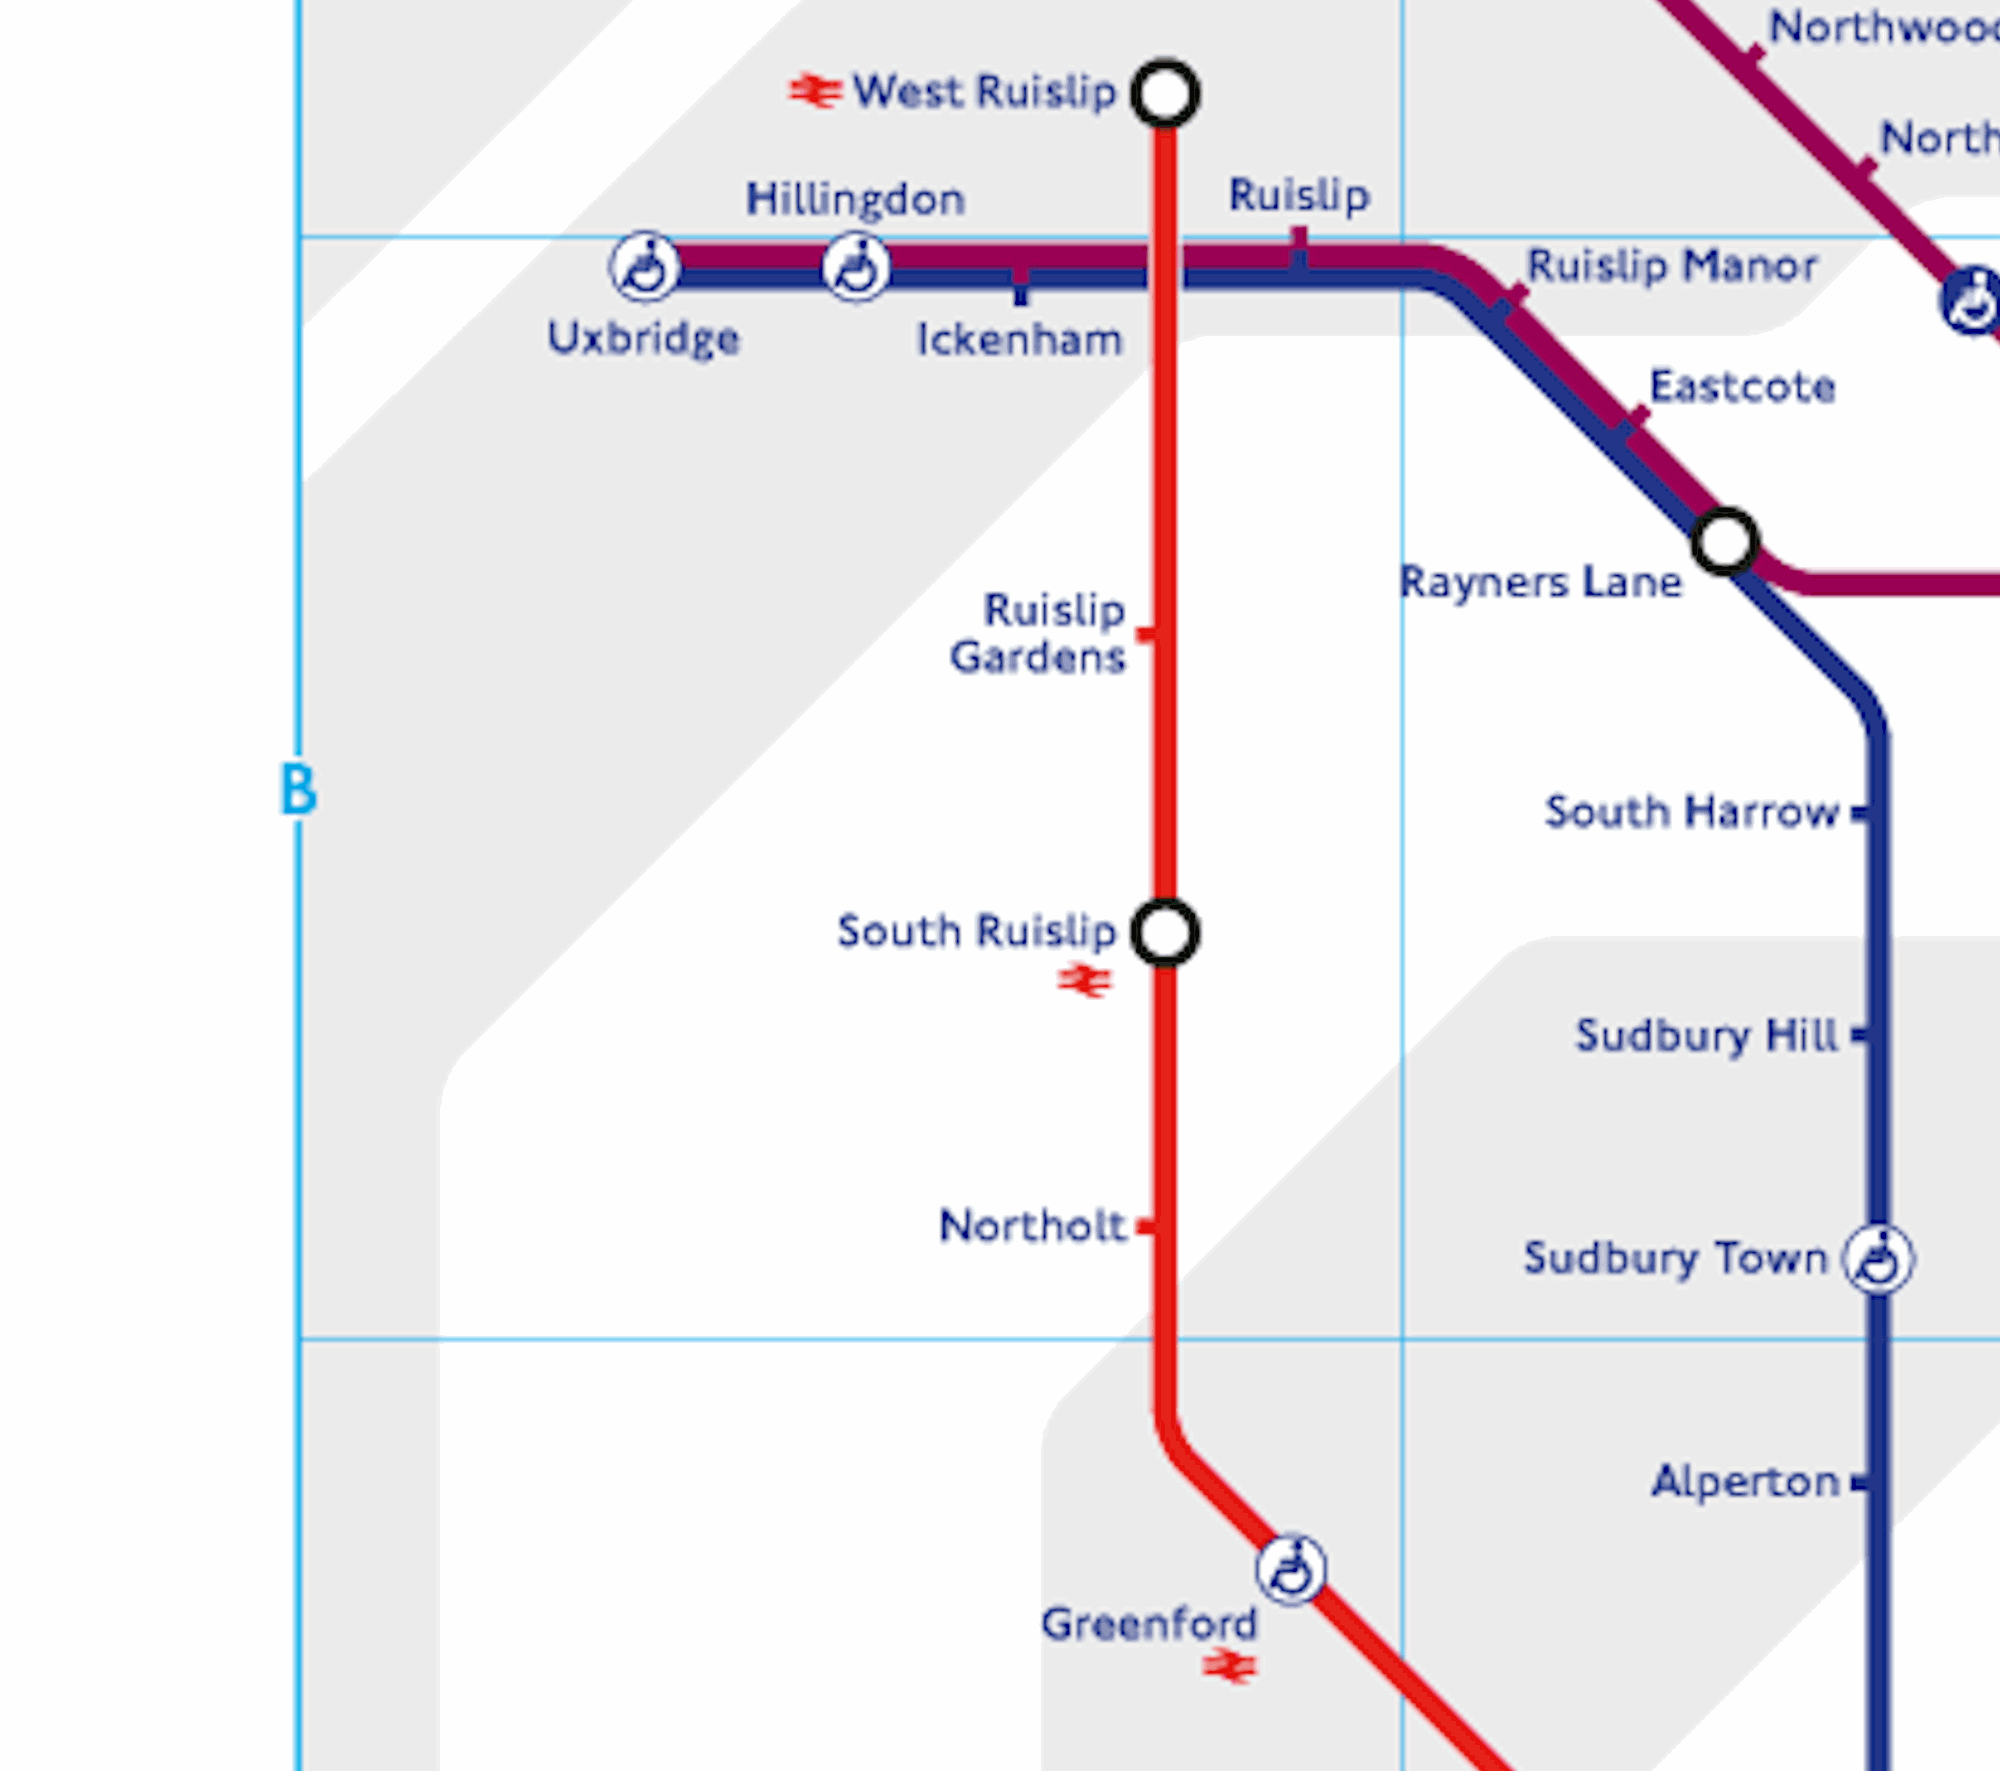 Northwood
North
West Ruislip
Hillingdon
Ruislip
Ruislip Manor
Uxbridge
Ickenham
Eastcote
Rayners Lane
Ruislip
Gardens
B
South Harrow
South Ruislip
Sudbury Hill
Northolt
Sudbury Town
Alperton
Greenford